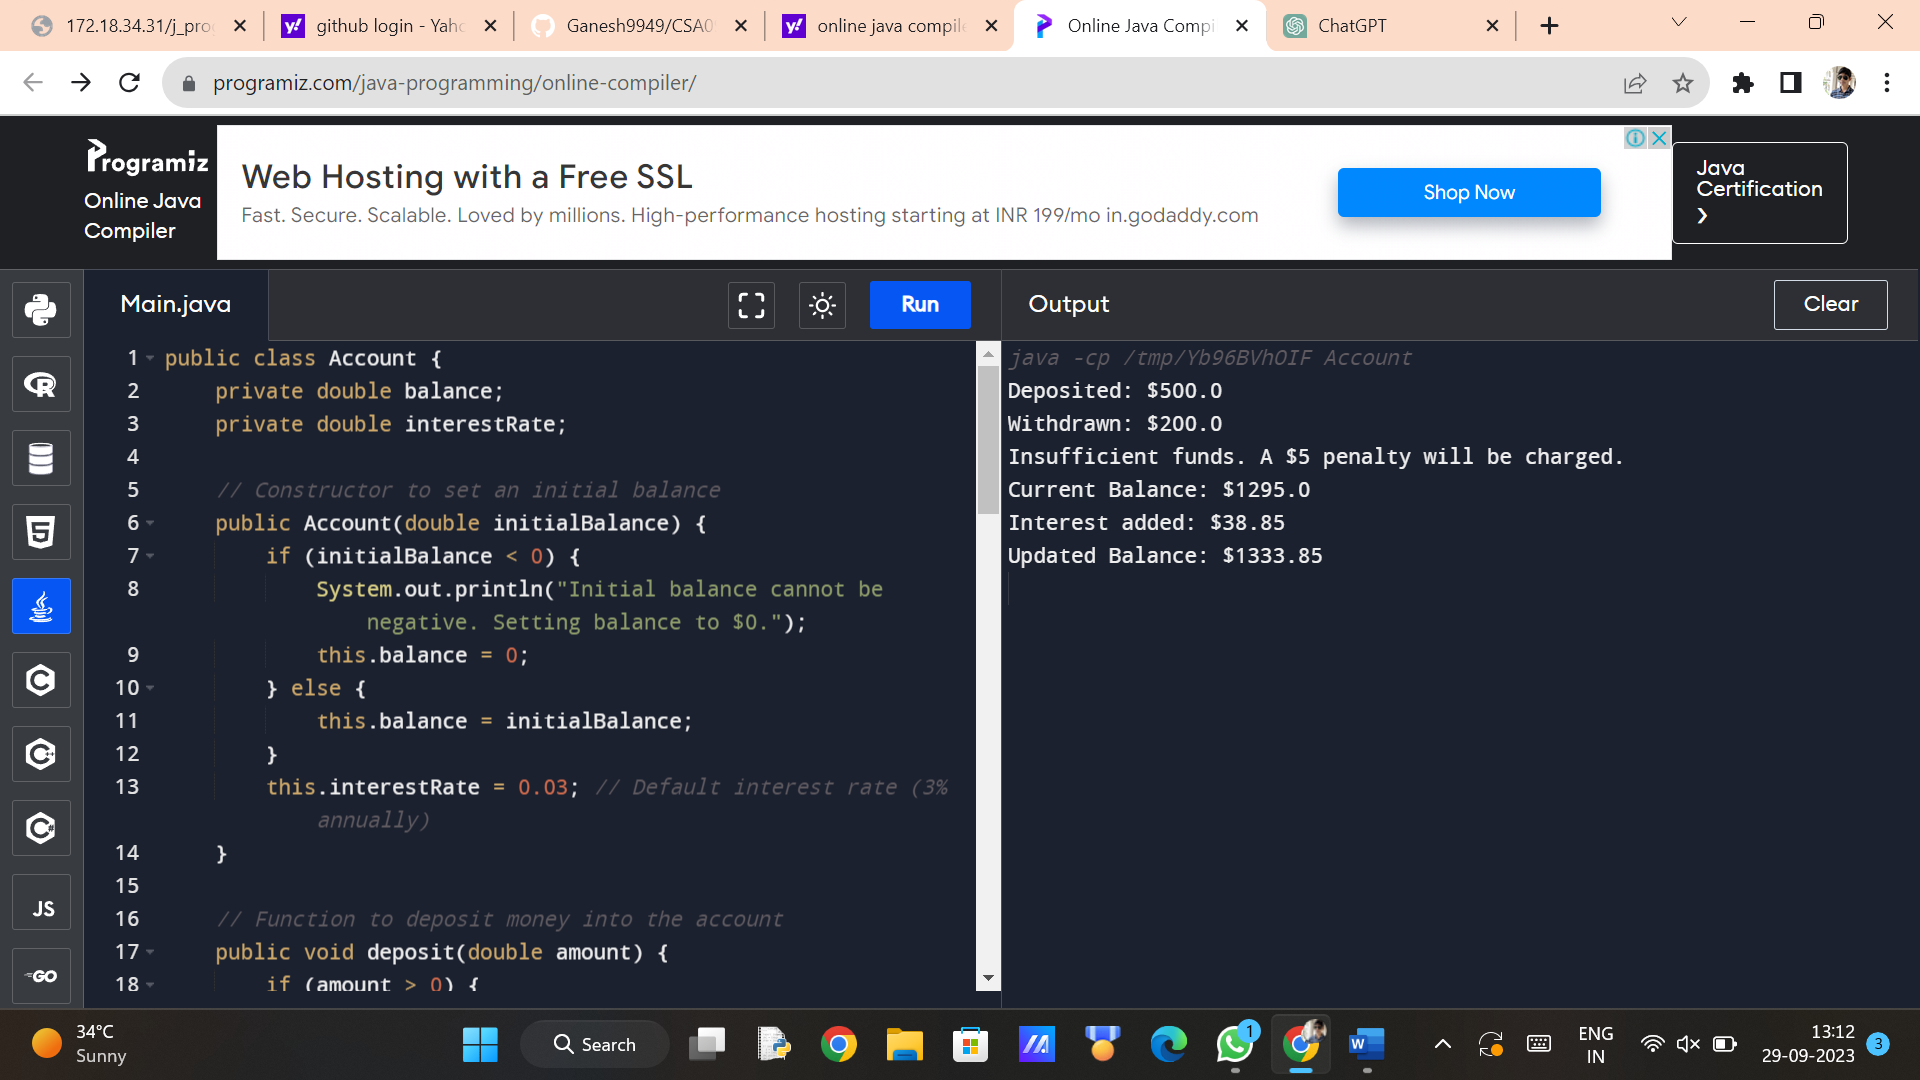 172.18.34.31/j_pro
github login - Yaho
Ganesh9949/CSA09
online java compile
Online Java Compi
ChatGPT
programiz.com/java-programming/online-compiler/
Programiz
Online Java
Compiler
Web Hosting with a Free SSL
Fast. Secure. Scalable. Loved by millions. High-performance hosting starting at INR 199/mo in.godaddy.com
Shop Now
Java
Certification
Main.java
Run
Output
Clear
1 public class Account {
2 private double balance;
3 private double interestRate;
4
5 // Constructor to set an initial balance
6 public Account(double initialBalance) {
7 if (initialBalance < 0) {
8 System.out.println("Initial balance cannot be
negative. Setting balance to $0.");
9 this.balance = 0;
10 } else {
11 this.balance = initialBalance;
12 }
13 this.interestRate = 0.03; // Default interest rate (3%
annually)
14 }
15
16 // Function to deposit money into the account
17 public void deposit(double amount) {
18 if (amount > 0) {
java -cp /tmp/Yb96BVhOIF Account
Deposited: $500.0
Withdrawn: $200.0
Insufficient funds. A $5 penalty will be charged.
Current Balance: $1295.0
Interest added: $38.85
Updated Balance: $1333.85
JS
GO
34°C
Sunny
Search
1
W
ENG
IN
13:12
29-09-2023
3